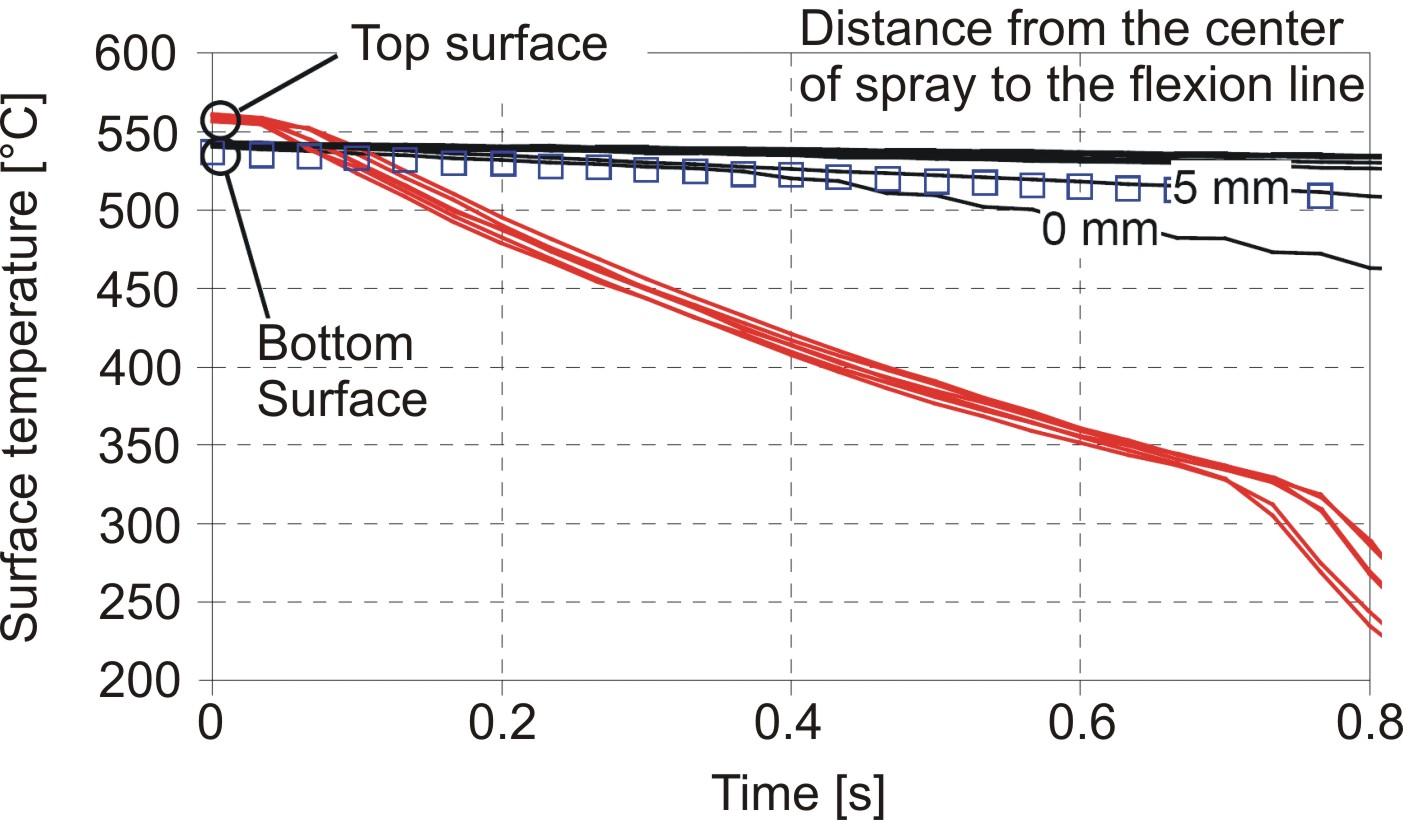 Top surface
Distance from the center
of spray to the flexion line
600
550
500
450
400
350
300
250
200
5 mm
0 mm
Bottom
Surface
Surface temperature [°C]
0
0.2
0.4
0.6
0.8
Time [s]